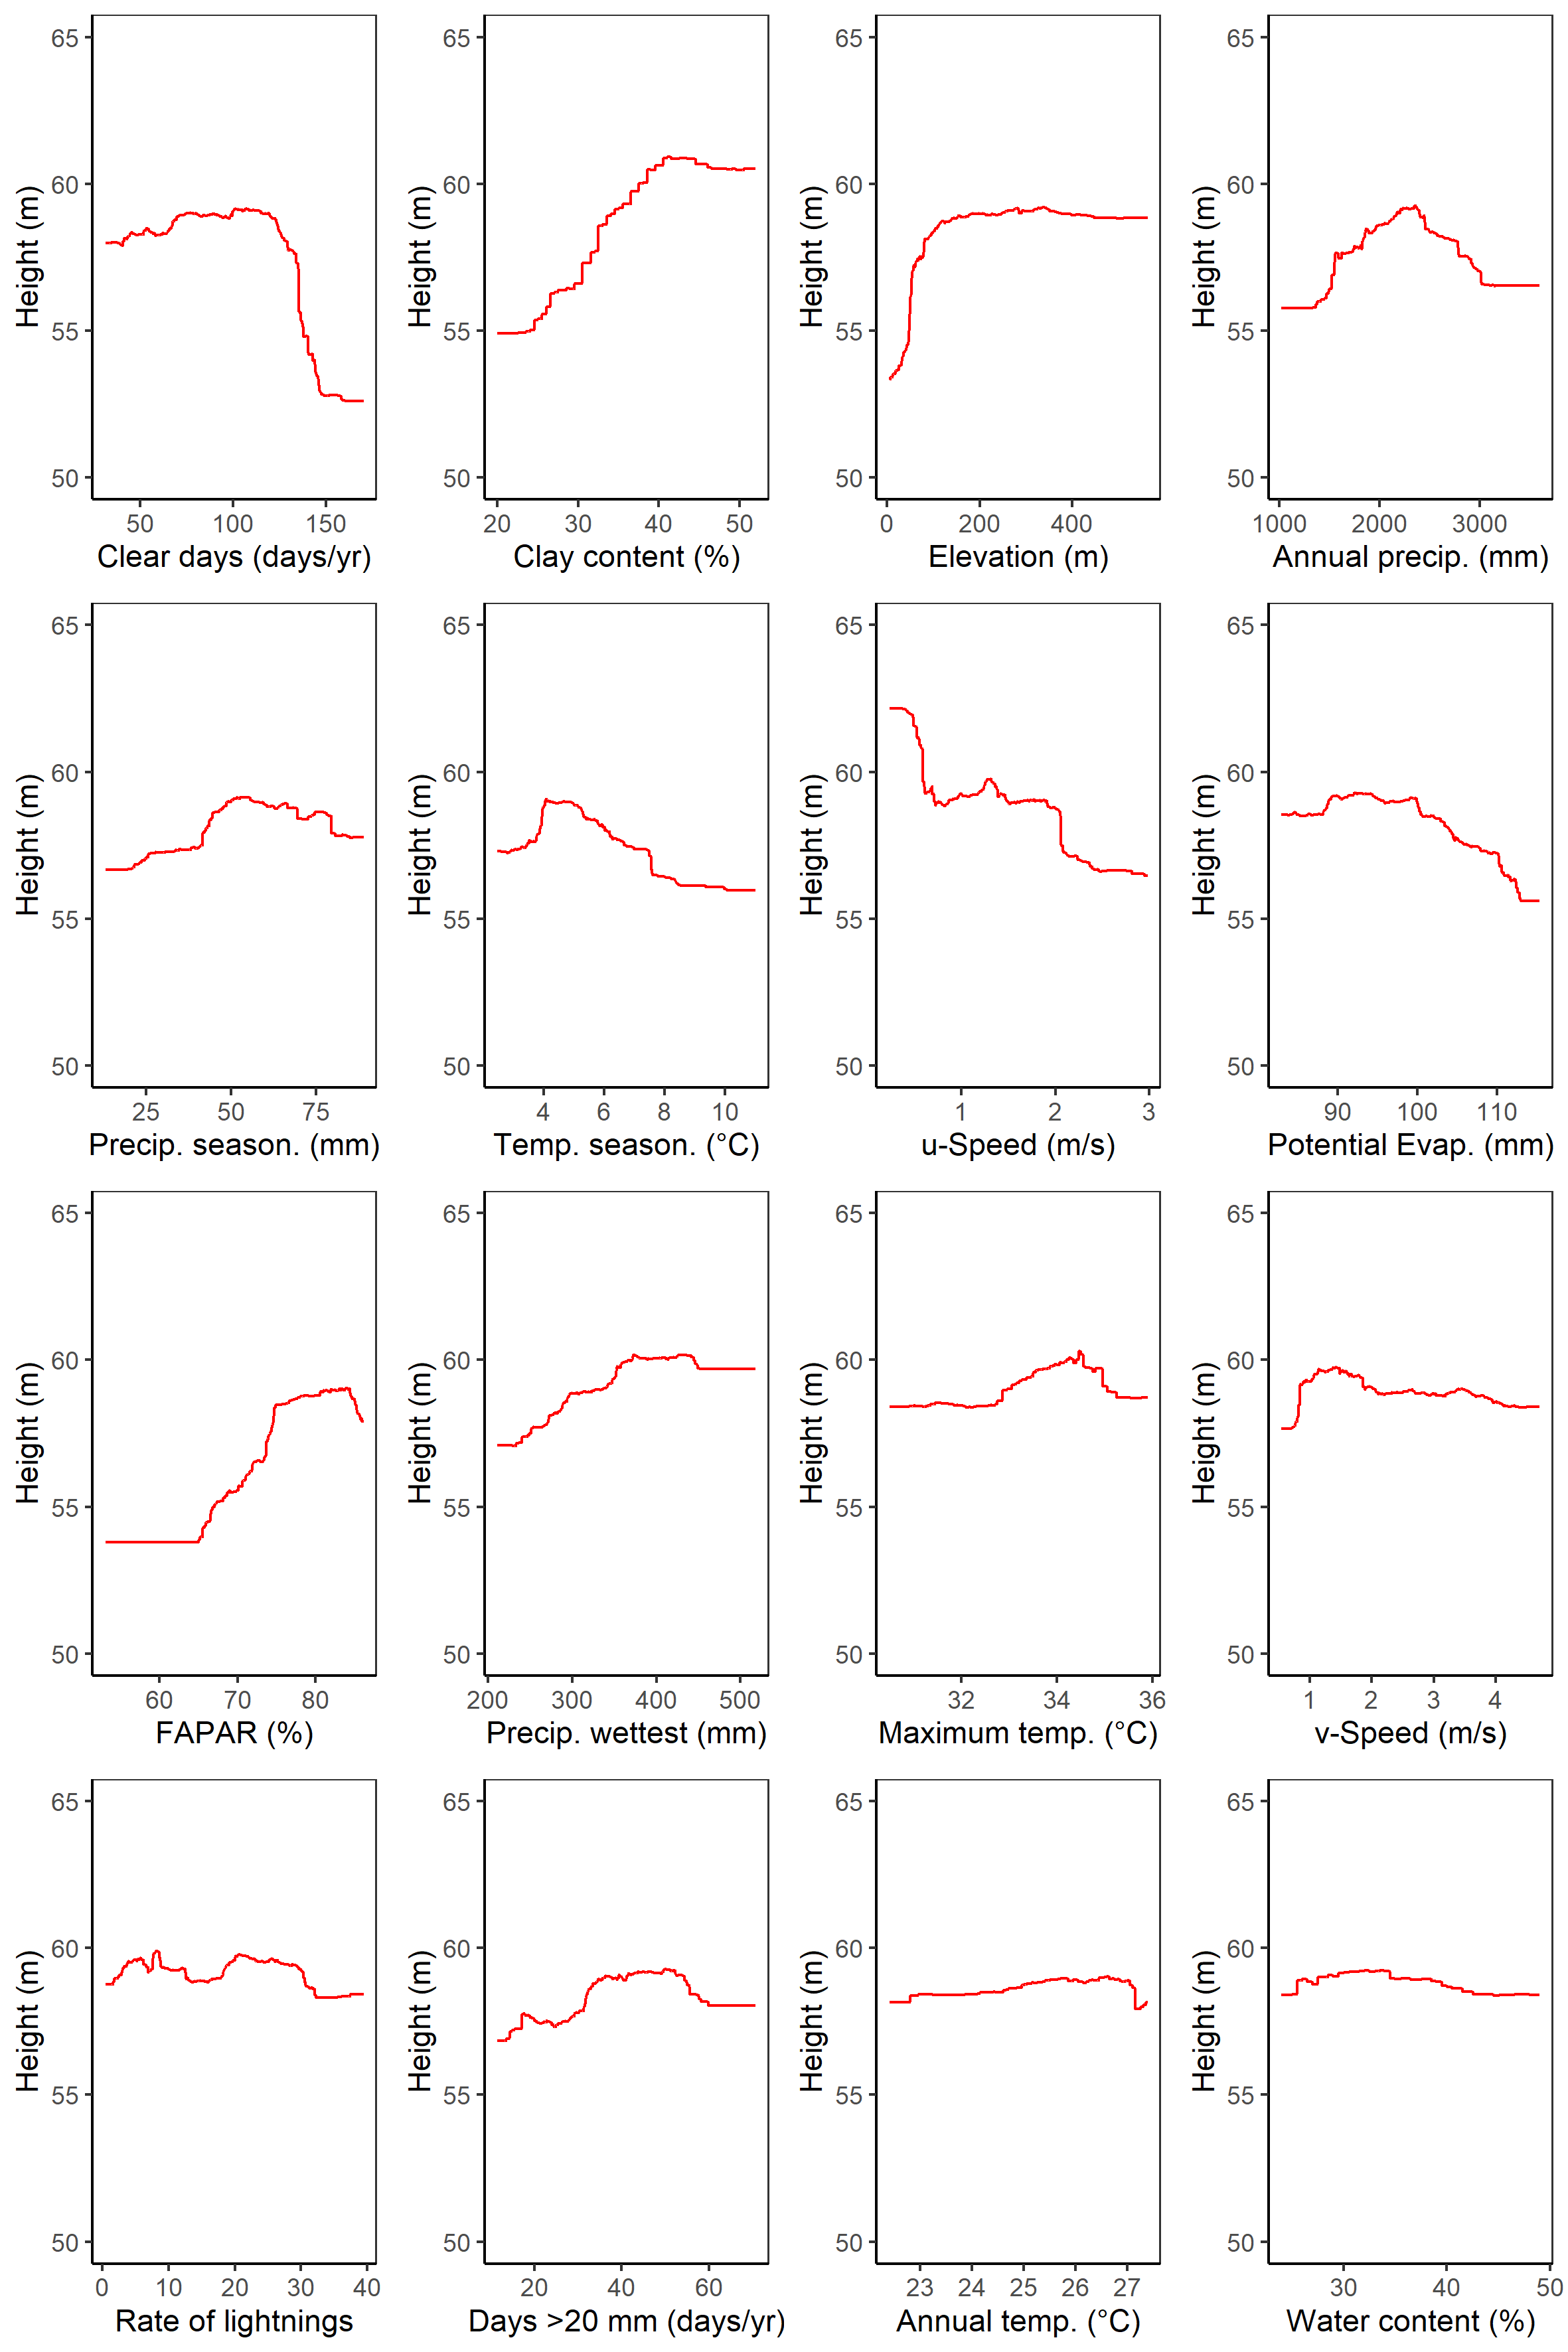 65
60
55
50
Height (m)
50 100 150
Clear days (days/yr)
65
60
55
50
Height (m)
20 30 40 50
Clay content (%)
65
60
55
50
Height (m)
0 200 400
Elevation (m)
65
60
55
50
Height (m)
1000 2000 3000
Annual precip. (mm)
65
60
55
50
Height (m)
25 50 75
Precip. season. (mm)
65
60
55
50
Height (m)
4 6 8 10
Temp. season. (°C)
65
60
55
50
Height (m)
1 2 3
u-Speed (m/s)
65
60
55
50
Height (m)
90 100 110
Potential Evap. (mm)
65
60
55
50
Height (m)
60 70 80
FAPAR (%)
65
60
55
50
Height (m)
200 300 400 500
Precip. wettest (mm)
65
60
55
50
Height (m)
32 34 36
Maximum temp. (°C)
65
60
55
50
Height (m)
1 2 3 4
v-Speed (m/s)
65
60
55
50
Height (m)
0 10 20 30 40
Rate of lightnings
65
60
55
50
Height (m)
20 40 60
Days >20 mm (days/yr)
65
60
55
50
Height (m)
23 24 25 26 27
Annual temp. (°C)
65
60
55
50
Height (m)
30 40 50
Water content (%)